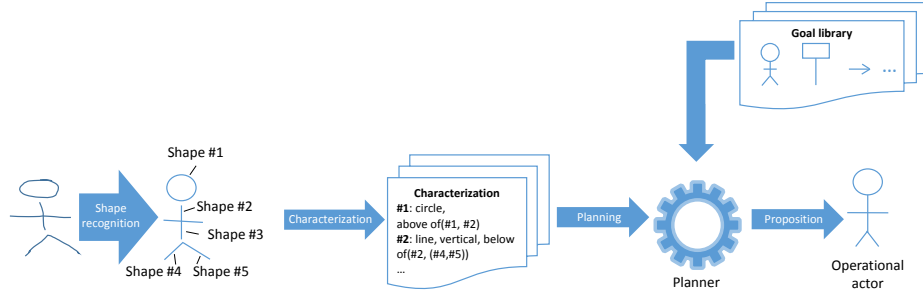 Goal library
...
Shape #1
Shape
recognition
Shape #2
Shape #3
Shape #4
Shape #5
Characterization
Characterization
#1: circle,
above of(#1, #2)
#2: line, vertical, below
of(#2, (#4,#5))
...
Planning
Planner
Proposition
Operational
actor